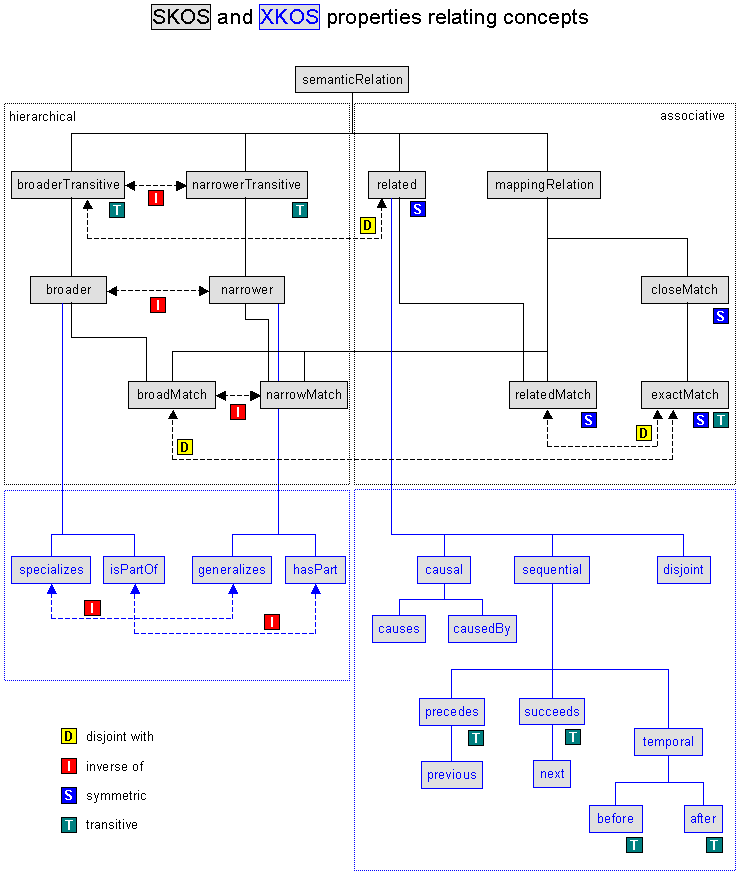 SKOS and XKOS properties relating concepts
semanticRelation
hierarchical
associative
broaderTransitive
narrowerTransitive
related
mappingRelation
I
T
T
S
D
broader
narrower
closeMatch
I
S
broadMatch
narrowMatch
relatedMatch
exactMatch
I
S
S
T
D
D
specializes
isPartOf
generalizes
hasPart
causal
sequential
disjoint
I
I
causes
causedBy
precedes
succeeds
T
T
temporal
previous
next
before
after
T
T
D disjoint with
I inverse of
S symmetric
T transitive